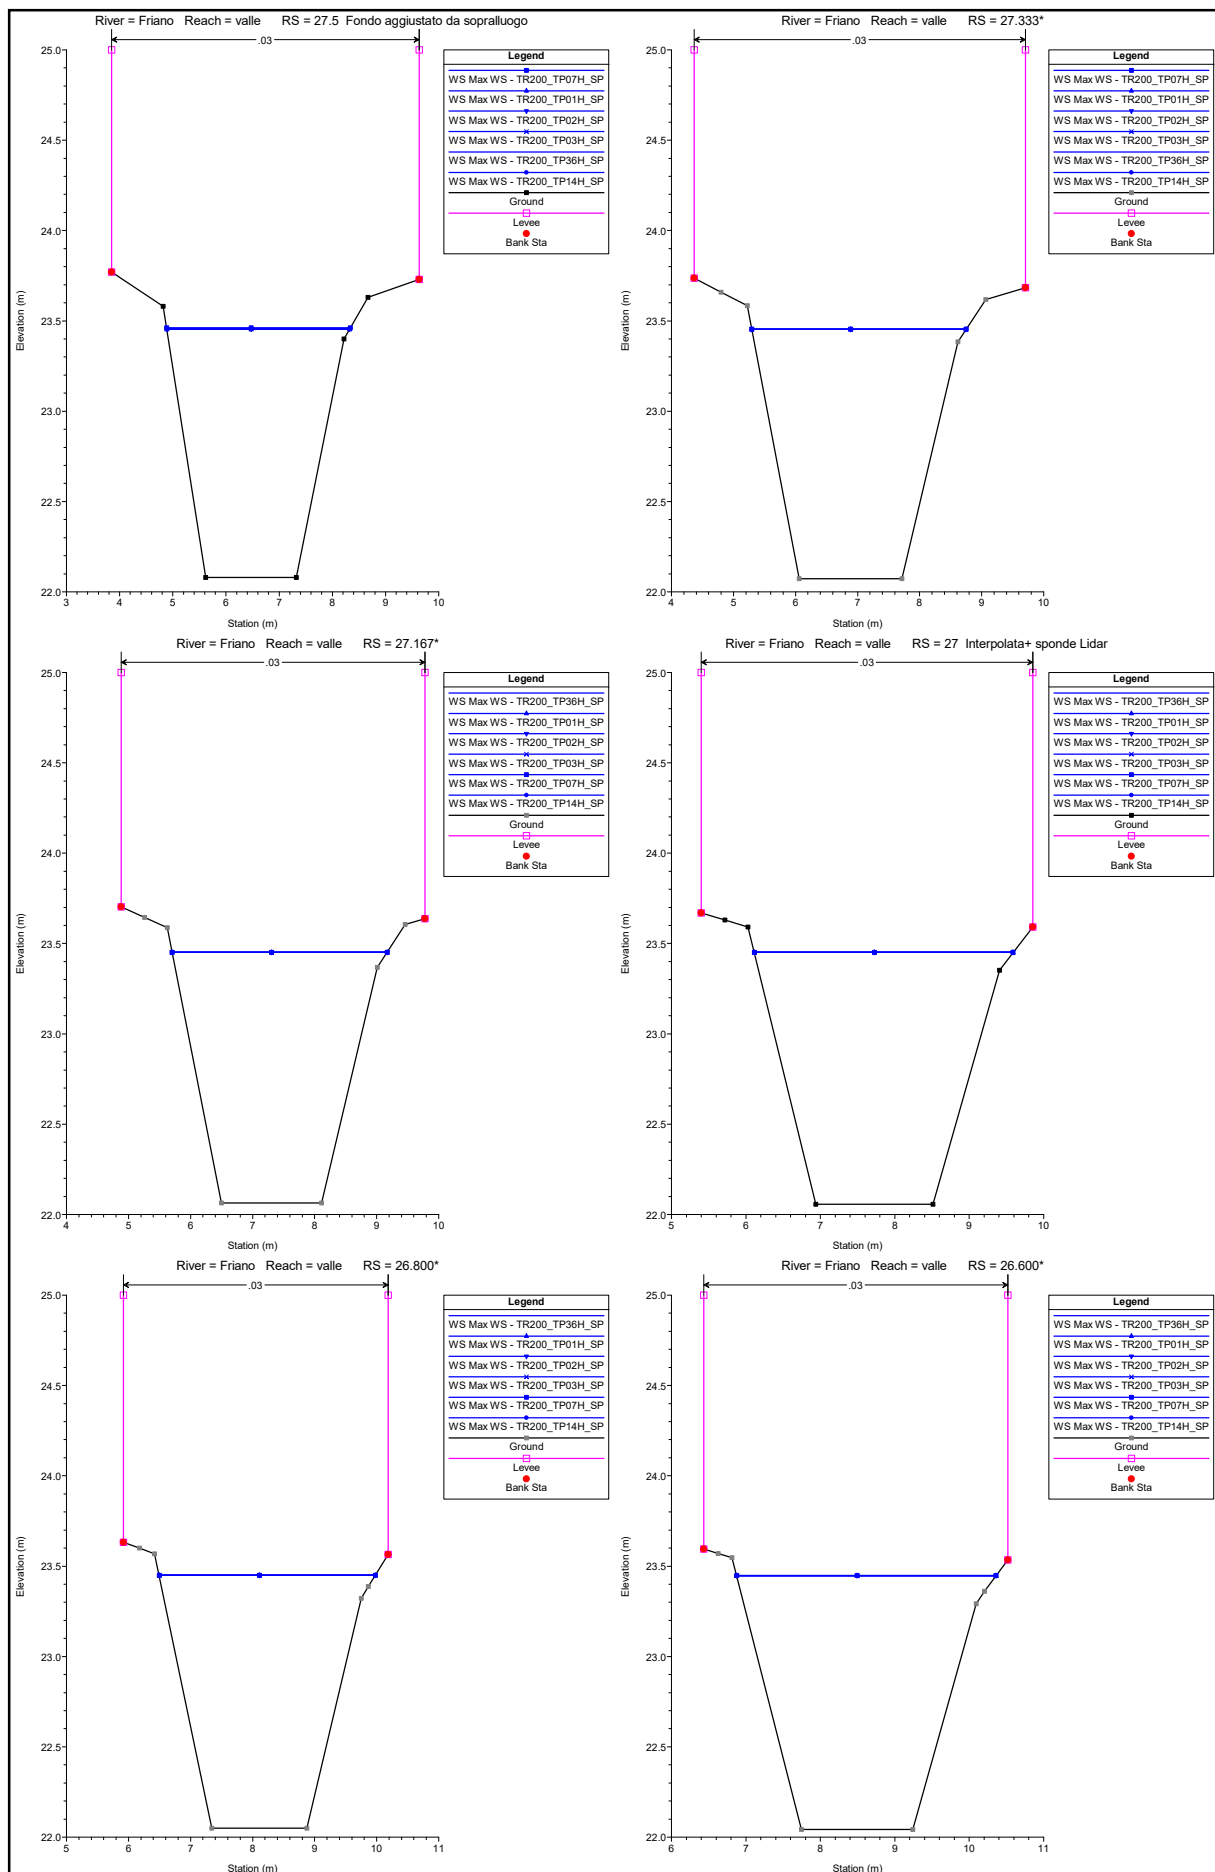 River = Friano Reach = valle RS = 27.5 Fondo aggiustato da sopralluogo
.03
25.0
24.5
24.0
23.5
23.0
22.5
22.0
Elevation (m)
3 4 5 6 7 8 9 10
Station (m)
Legend
WS Max WS - TR200_TP07H_SP
WS Max WS - TR200_TP01H_SP
WS Max WS - TR200_TP02H_SP
WS Max WS - TR200_TP03H_SP
WS Max WS - TR200_TP36H_SP
WS Max WS - TR200_TP14H_SP
Ground
Levee
Bank Sta
River = Friano Reach = valle RS = 27.333*
.03
25.0
24.5
24.0
23.5
23.0
22.5
22.0
Elevation (m)
4 5 6 7 8 9 10
Station (m)
Legend
WS Max WS - TR200_TP07H_SP
WS Max WS - TR200_TP01H_SP
WS Max WS - TR200_TP02H_SP
WS Max WS - TR200_TP03H_SP
WS Max WS - TR200_TP36H_SP
WS Max WS - TR200_TP14H_SP
Ground
Levee
Bank Sta
River = Friano Reach = valle RS = 27.167*
.03
25.0
24.5
24.0
23.5
23.0
22.5
22.0
Elevation (m)
4 5 6 7 8 9 10
Station (m)
Legend
WS Max WS - TR200_TP36H_SP
WS Max WS - TR200_TP01H_SP
WS Max WS - TR200_TP02H_SP
WS Max WS - TR200_TP03H_SP
WS Max WS - TR200_TP07H_SP
WS Max WS - TR200_TP14H_SP
Ground
Levee
Bank Sta
River = Friano Reach = valle RS = 27 Interpolata+ sponde Lidar
.03
25.0
24.5
24.0
23.5
23.0
22.5
22.0
Elevation (m)
5 6 7 8 9 10
Station (m)
Legend
WS Max WS - TR200_TP36H_SP
WS Max WS - TR200_TP01H_SP
WS Max WS - TR200_TP02H_SP
WS Max WS - TR200_TP03H_SP
WS Max WS - TR200_TP07H_SP
WS Max WS - TR200_TP14H_SP
Ground
Levee
Bank Sta
River = Friano Reach = valle RS = 26.800*
.03
25.0
24.5
24.0
23.5
23.0
22.5
22.0
Elevation (m)
5 6 7 8 9 10 11
Station (m)
Legend
WS Max WS - TR200_TP36H_SP
WS Max WS - TR200_TP01H_SP
WS Max WS - TR200_TP02H_SP
WS Max WS - TR200_TP03H_SP
WS Max WS - TR200_TP07H_SP
WS Max WS - TR200_TP14H_SP
Ground
Levee
Bank Sta
River = Friano Reach = valle RS = 26.600*
.03
25.0
24.5
24.0
23.5
23.0
22.5
22.0
Elevation (m)
6 7 8 9 10 11
Station (m)
Legend
WS Max WS - TR200_TP36H_SP
WS Max WS - TR200_TP01H_SP
WS Max WS - TR200_TP02H_SP
WS Max WS - TR200_TP03H_SP
WS Max WS - TR200_TP07H_SP
WS Max WS - TR200_TP14H_SP
Ground
Levee
Bank Sta